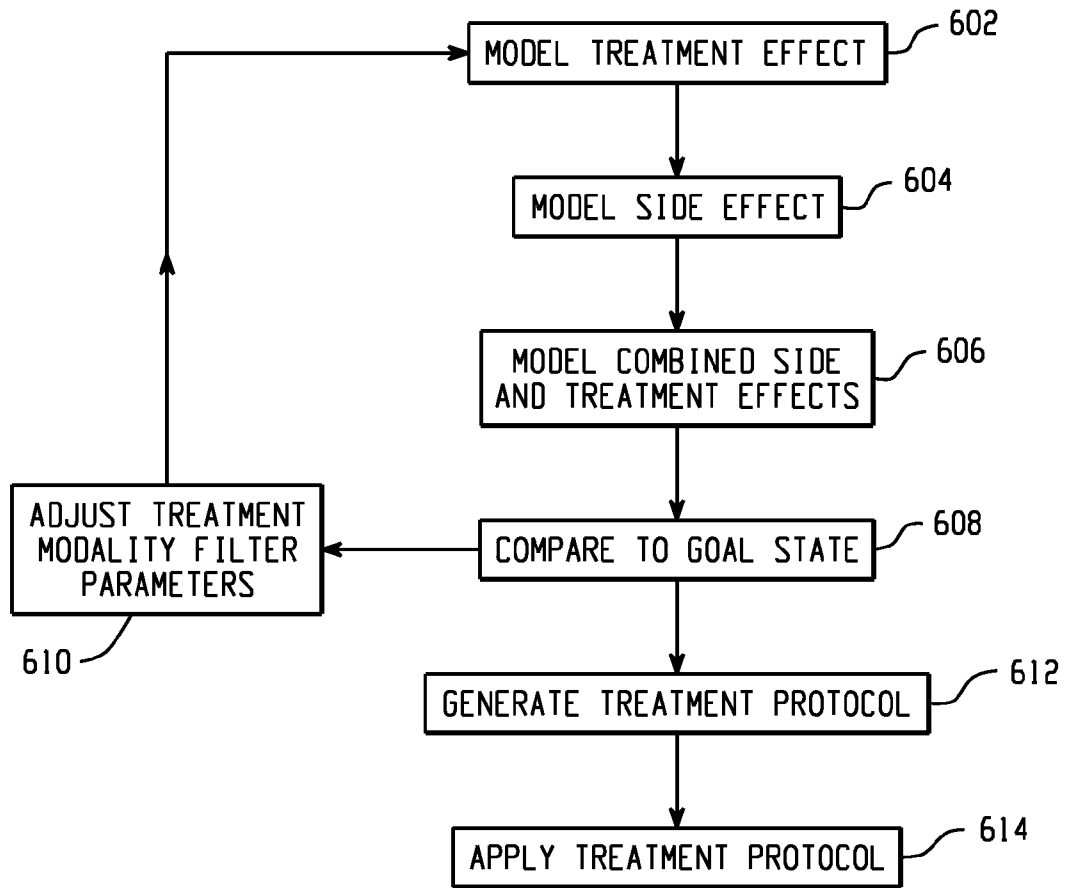 MODEL TREATMENT EFFECT
602
MODEL SIDE EFFECT
604
MODEL COMBINED SIDE
AND TREATMENT EFFECTS
606
ADJUST TREATMENT
MODALITY FILTER
PARAMETERS
610
COMPARE TO GOAL STATE
608
GENERATE TREATMENT PROTOCOL
612
APPLY TREATMENT PROTOCOL
614